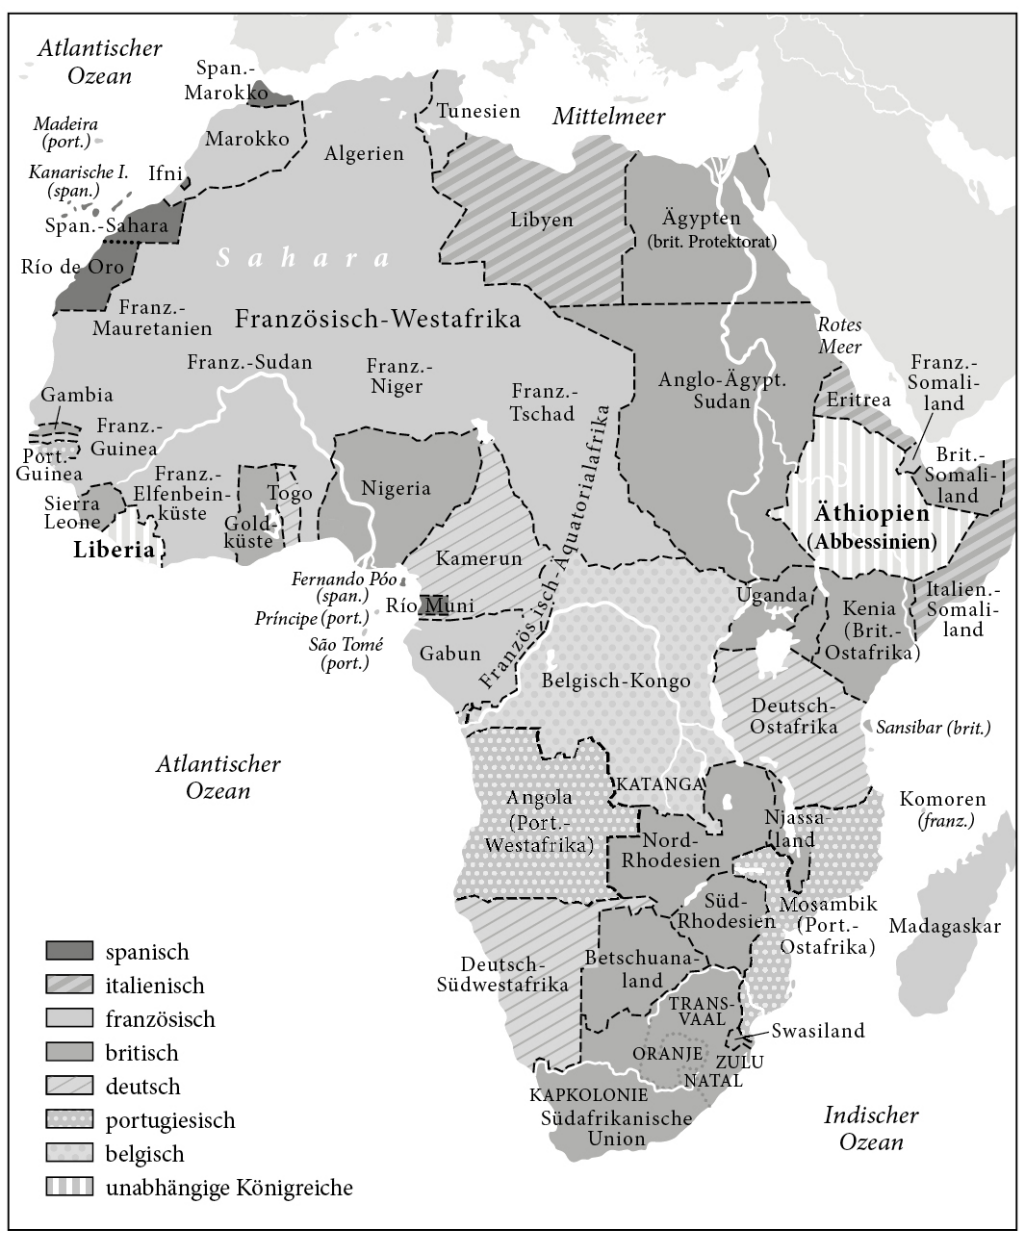 Atlantischer
Ozean
Span.-
Marokko
Madeira
(port.)
Marokko
Tunesien
Mittelmeer
Algerien
Kanarische I.
(span.)
Ifni
Span.-Sahara
Libyen
Ägypten
(brit. Protektorat)
Sahara
Río de Oro
Franz.-
Mauretanien
Französisch-Westafrika
Rotes
Meer
Franz.-Sudan
Franz.-
Niger
Franz.-
Tschad
Anglo-Ägypt.
Sudan
Franz.-
Somali-
land
Eritrea
Gambia
Franz.-
Guinea
Port.-
Guinea
Franz.-
Elfenbein-
küste
Togo
Nigeria
Sierra
Leone
Gold-
küste
Liberia
Brit.-
Somali-
land
Äthiopien
(Abbessinien)
Französisch-Äquatorialafrika
Kamerun
Fernando Póo
(span.)
Río Muni
Príncipe (port.)
São Tomé
(port.)
Gabun
Uganda
Kenia
(Brit.-
Ostafrika)
Italien.-
Somali-
land
Belgisch-Kongo
Deutsch-
Ostafrika
Sansibar (brit.)
Atlantischer
Ozean
KATANGA
Angola
(Port.-
Westafrika)
Komoren
(franz.)
Njassa-
land
Nord-
Rhodesien
Süd-
Rhodesien
Mosambik
(Port.-
Ostafrika)
Madagaskar
Deutsch-
Südwestafrika
Betschuana-
land
TRANS-
VAAL
Swasiland
ORANJE
ZULU
NATAL
KAPKOLONIE
Südafrikanische
Union
Indischer
Ozean
spanisch
italienisch
französisch
britisch
deutsch
portugiesisch
belgisch
unabhängige Königreiche